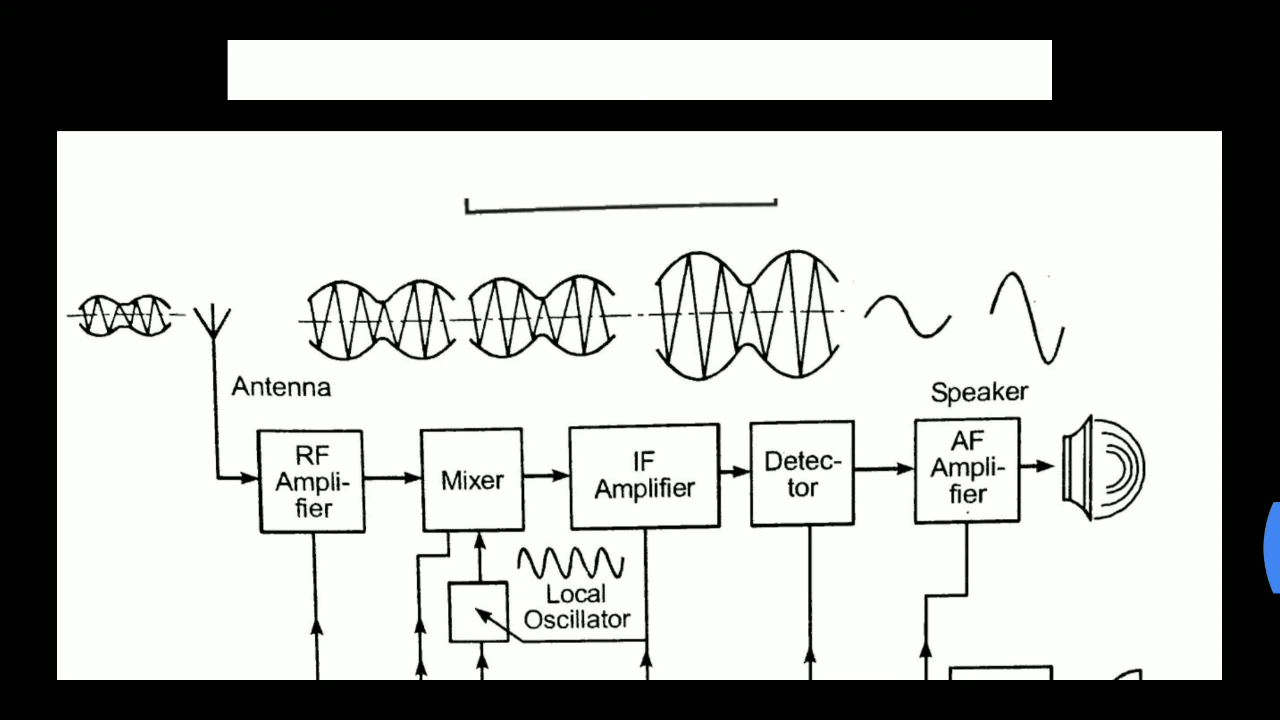 Antenna
Speaker
RF
Ampli-
fier
Mixer
IF
Amplifier
Detec-
tor
AF
Ampli-
fier
Local
Oscillator